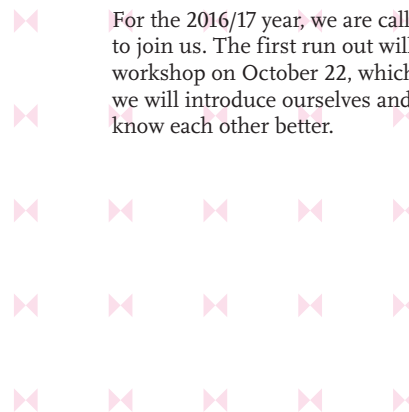 For the 2016/17 year, we are call
to join us. The first run out wil
workshop on October 22, which
we will introduce ourselves and
know each other better.